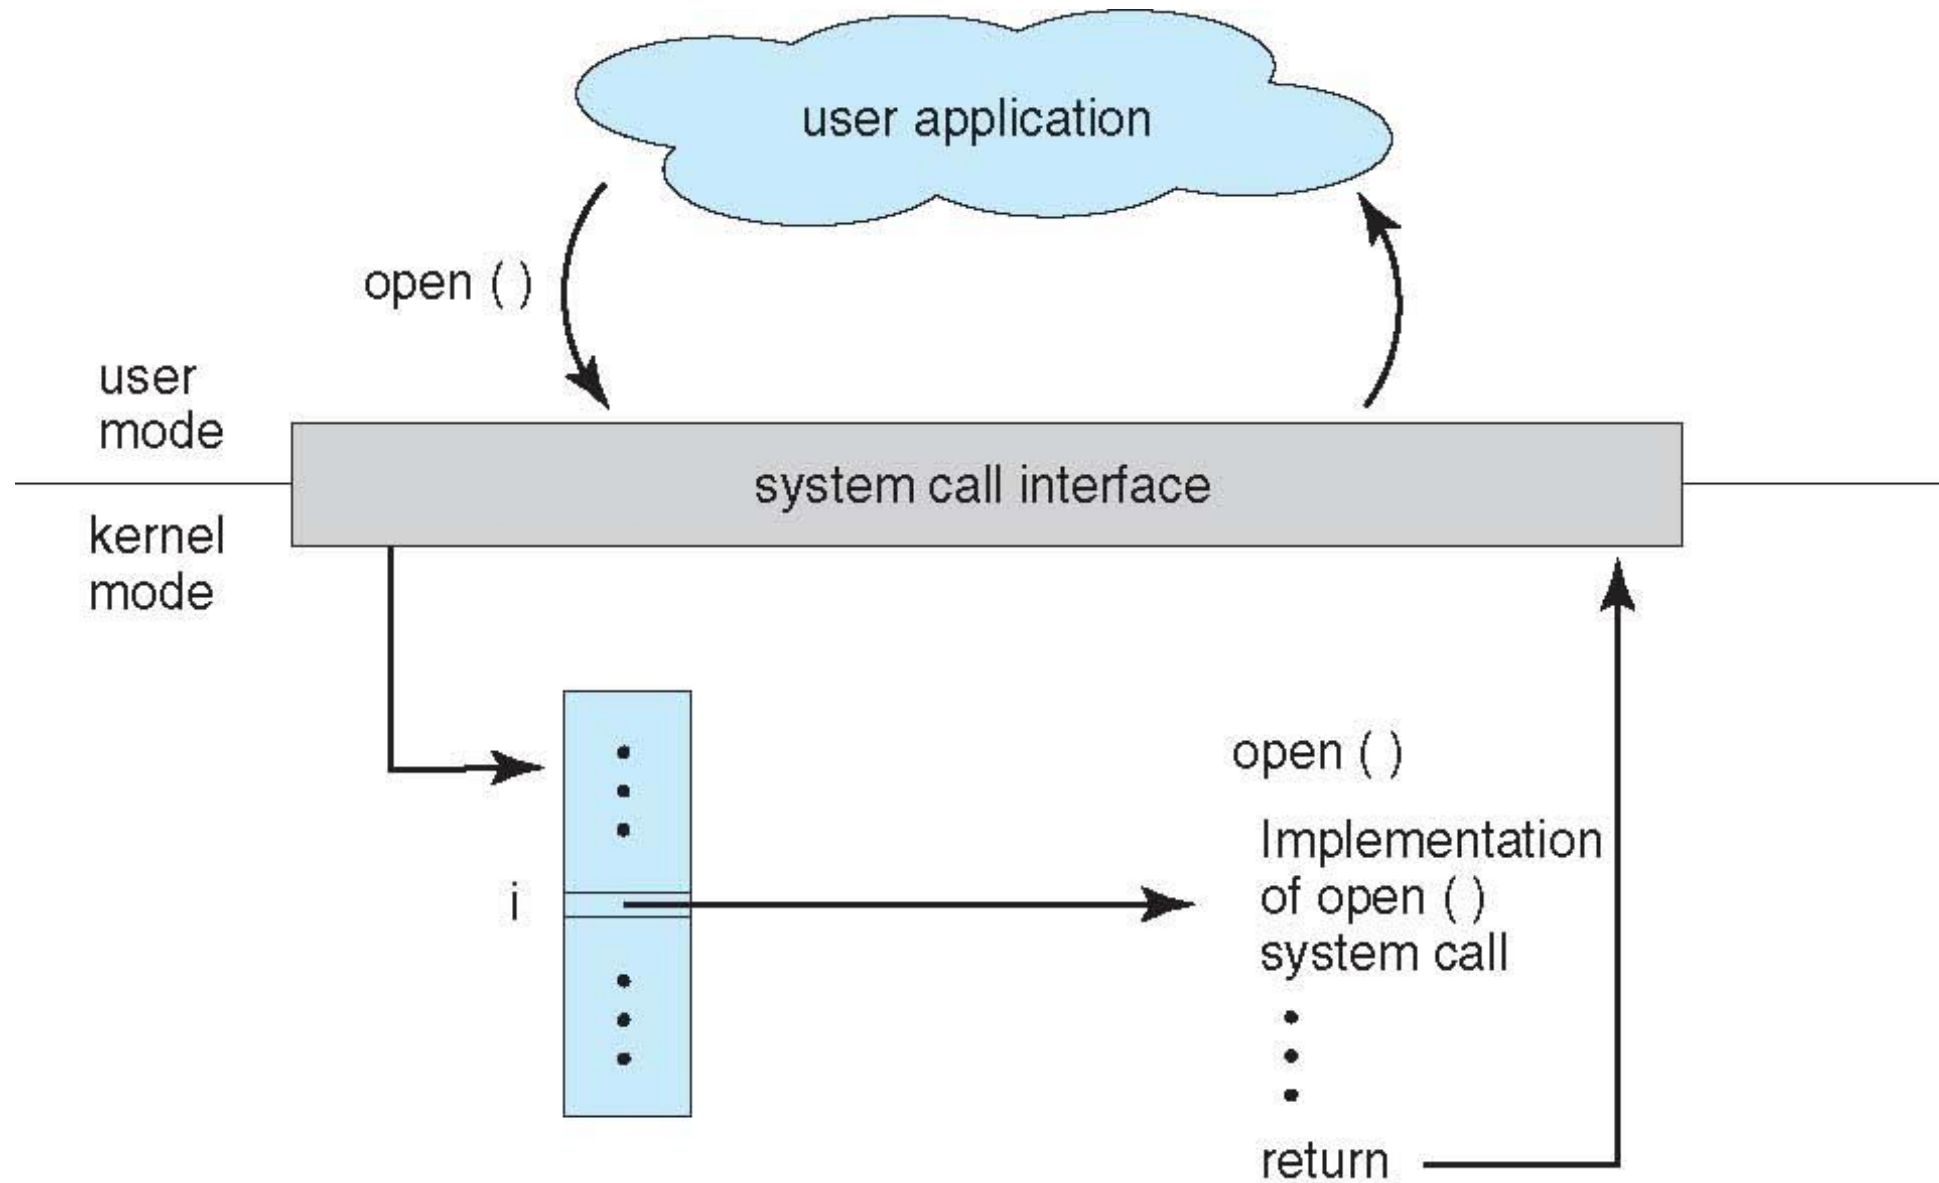 user application
open ( )
user
mode
system call interface
kernel
mode
open ( )
i
Implementation
of open ( )
system call
return